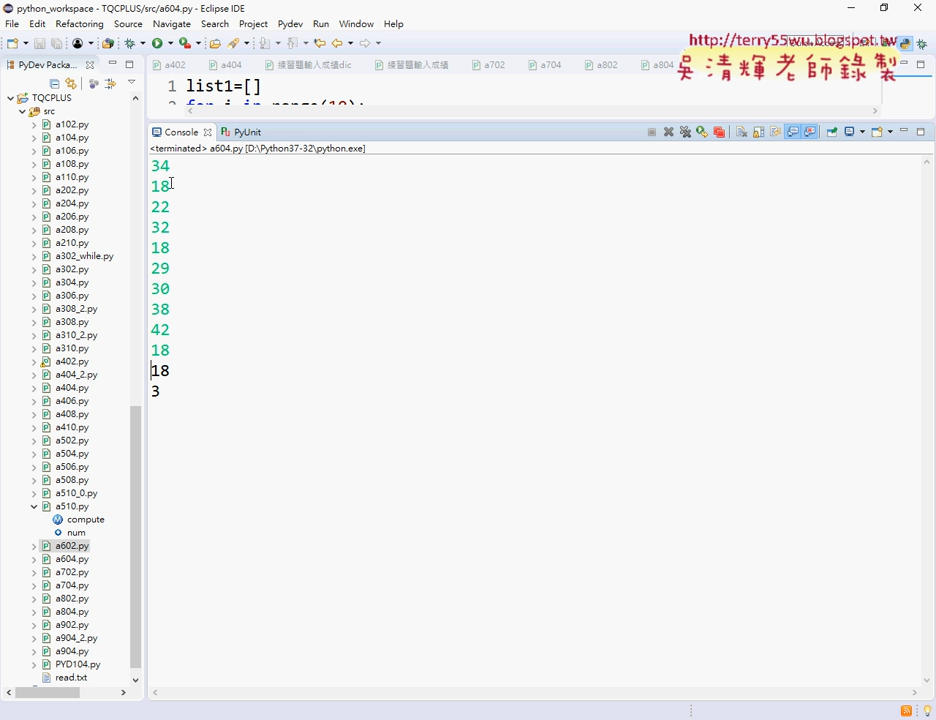 python_workspace - TQCPLUS/src/a604.py - Eclipse IDE
File Edit Refactoring Source Navigate Search Project Pydev Run Window Help
http://terry55wu.blogspot.tw
吳清輝老師錄製
PyDev Packa...
練習題輸入成績dic
練習題輸入成績
a402 a404 a702 a704 a802 a804
1 list1=[]
2 for i in range(10):
Console PyUnit
<terminated> a604.py [D:\Python37-32\python.exe]
34
18
22
32
18
29
30
38
42
18
18
3
TQCPLUS
src
a102.py
a104.py
a106.py
a108.py
a110.py
a202.py
a204.py
a206.py
a208.py
a210.py
a302_while.py
a302.py
a304.py
a306.py
a308_2.py
a308.py
a310_2.py
a310.py
a402.py
a404_2.py
a404.py
a406.py
a408.py
a410.py
a502.py
a504.py
a506.py
a508.py
a510_0.py
a510.py
compute
num
a602.py
a604.py
a702.py
a704.py
a802.py
a804.py
a902.py
a904_2.py
a904.py
PYD104.py
read.txt